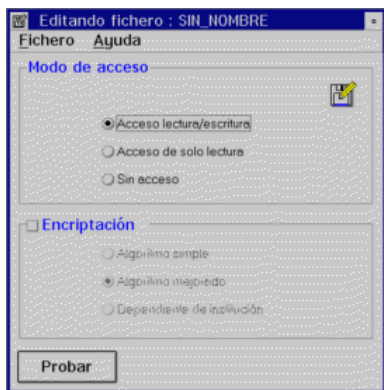 Editando fichero : SIN_NOMBRE
Fichero Ayuda
Modo de acceso
Acceso lectura/escritura
Acceso de solo lectura
Sin acceso
Encriptación
Algoritmo simple
Algoritmo mejorado
Dependiente de institución
Probar